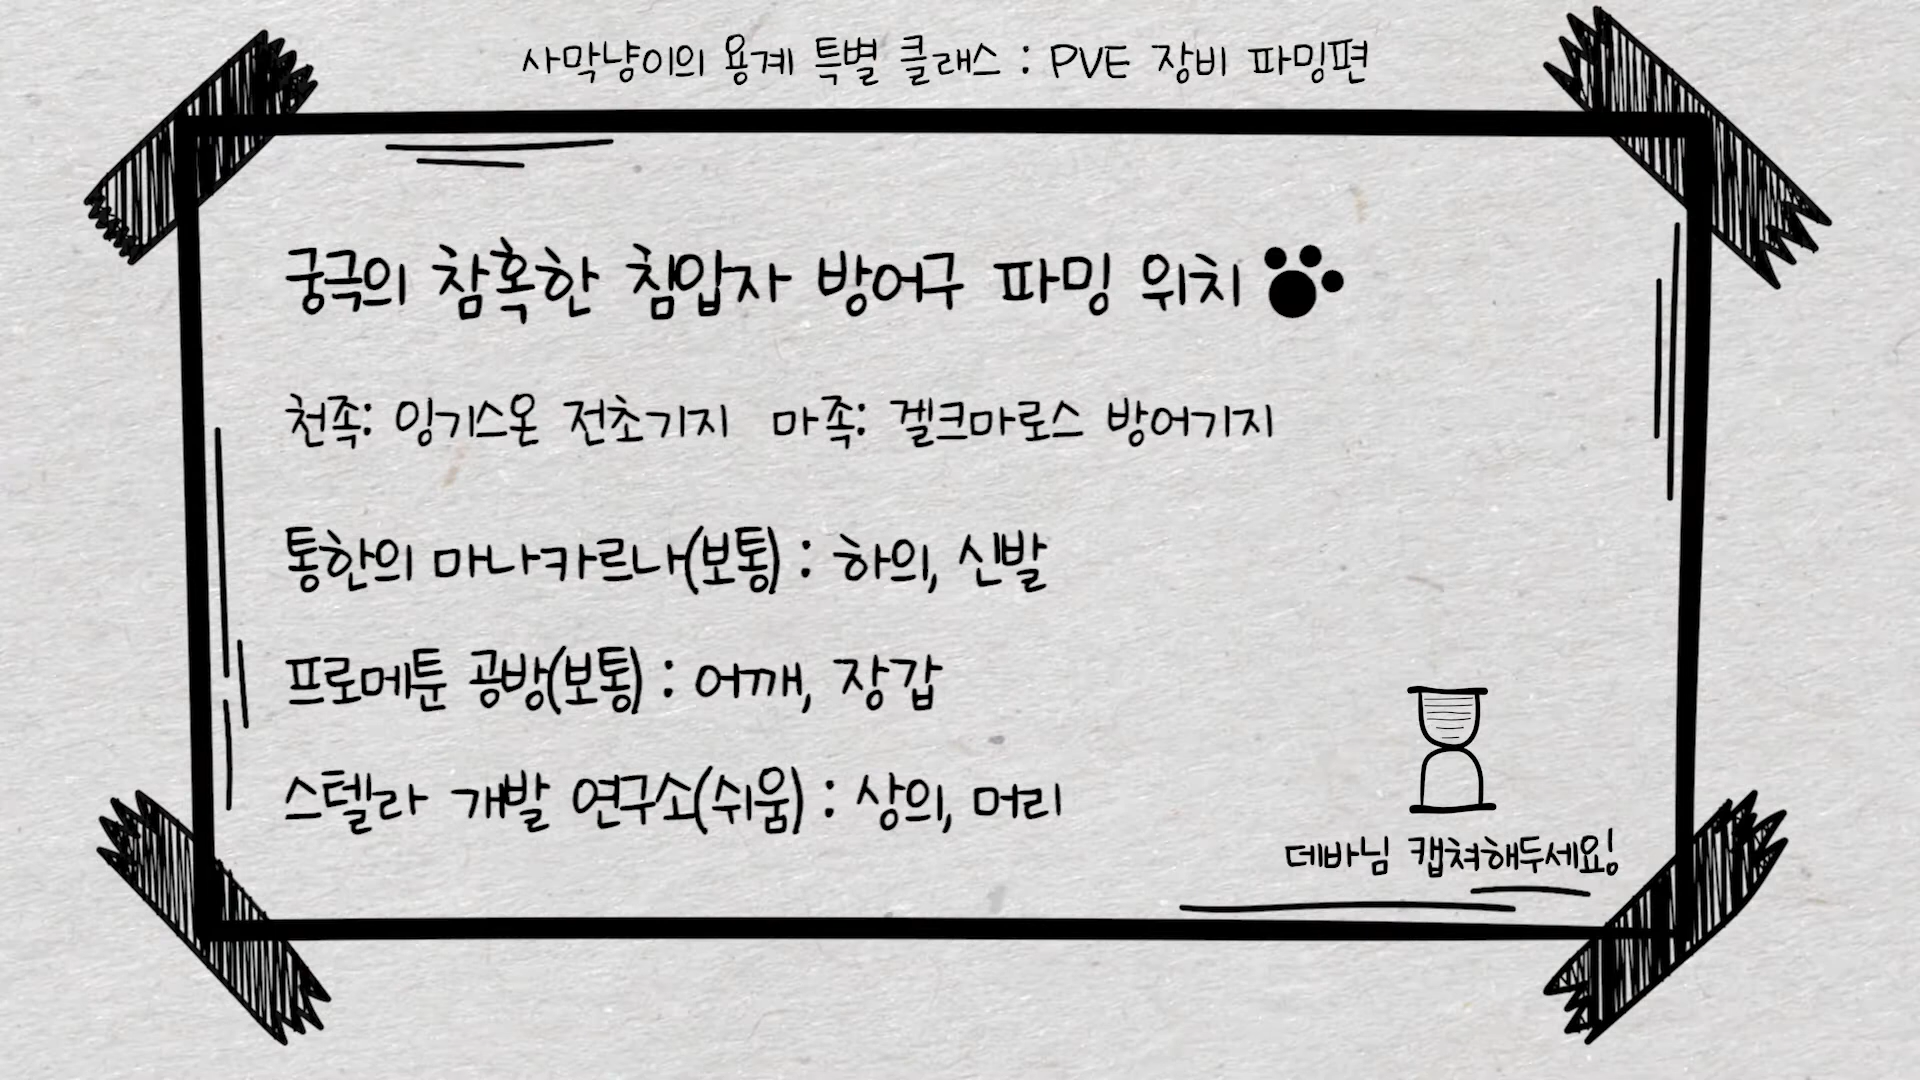 사막냥이의 용계 특별 클래스 : PVE 장비 파밍편
궁극의 참혹한 침입자 방어구 파밍 위치
천족: 잉기스온 전초기지 마족: 겔크마로스 방어기지
통한의 마나카르나(보통) : 하의, 신발
프로메툰 공방(보통) : 어깨, 장갑
스텔라 개발 연구소(쉬움) : 상의, 머리
데바님 캡쳐해두세요!